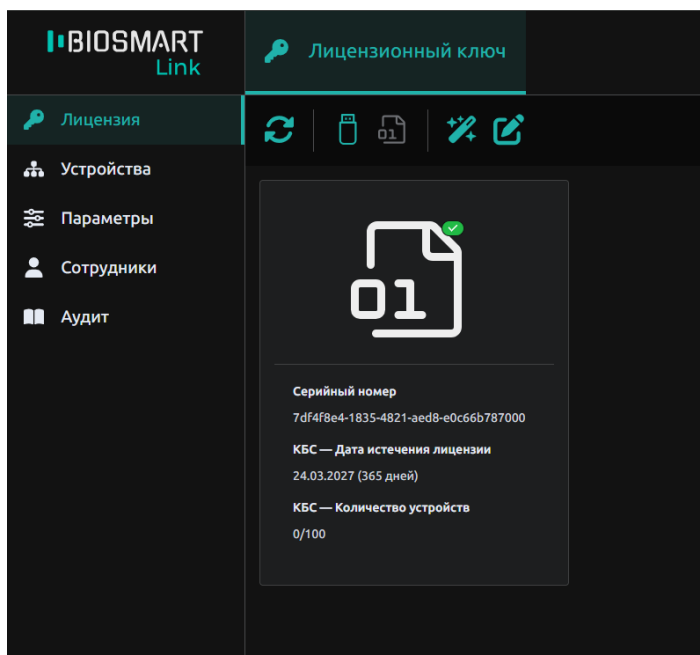 BIOSMART
Link
Лицензионный ключ
Лицензия
Устройства
Параметры
Сотрудники
Аудит
01
01
Серийный номер
7df4f8e4-1835-4821-aed8-e0c66b787000
КБС — Дата истечения лицензии
24.03.2027 (365 дней)
КБС — Количество устройств
0/100